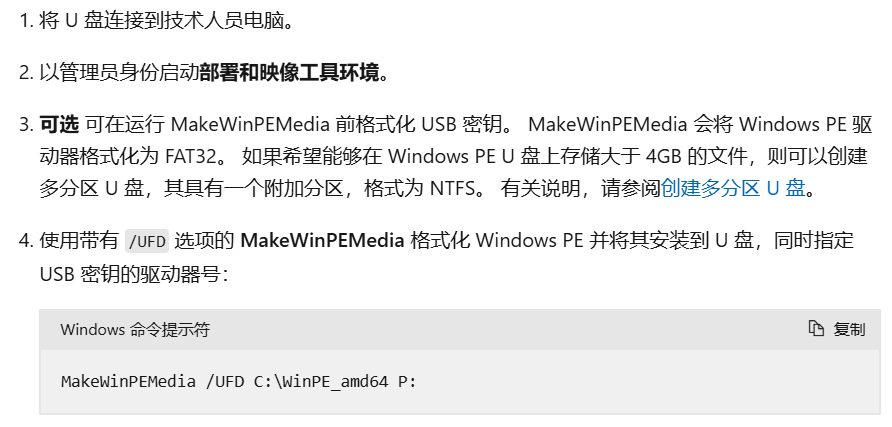 1. 将 U 盘连接到技术人员电脑。
2. 以管理员身份启动部署和映像工具环境。
3. 可选 可在运行 MakeWinPEMedia 前格式化 USB 密钥。 MakeWinPEMedia 会将 Windows PE 驱
动器格式化为 FAT32。 如果希望能够在 Windows PE U 盘上存储大于 4GB 的文件，则可以创建
多分区 U 盘，其具有一个附加分区，格式为 NTFS。 有关说明，请参阅创建多分区 U 盘。
4. 使用带有 /UFD 选项的 MakeWinPEMedia 格式化 Windows PE 并将其安装到 U 盘，同时指定
USB 密钥的驱动器号：
Windows 命令提示符 复制
MakeWinPEMedia /UFD C:\WinPE_amd64 P: